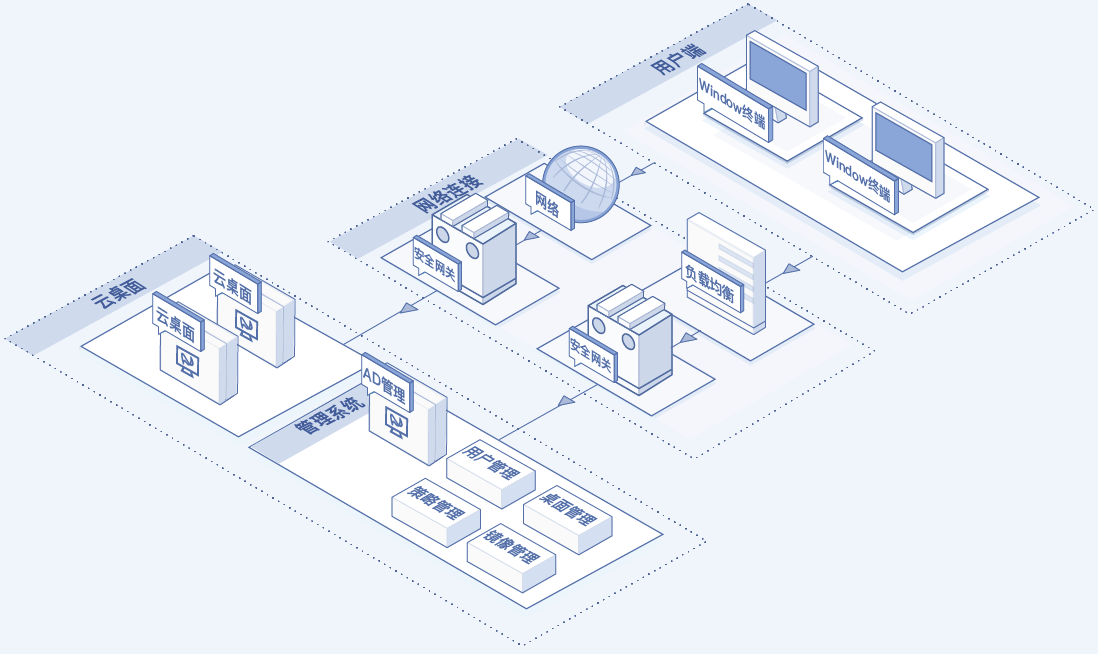 用户端
Window终端
Window终端
网络连接
网络
安全网关
负载均衡
安全网关
云桌面
云桌面
云桌面
管理系统
AD管理
用户管理
策略管理
桌面管理
镜像管理